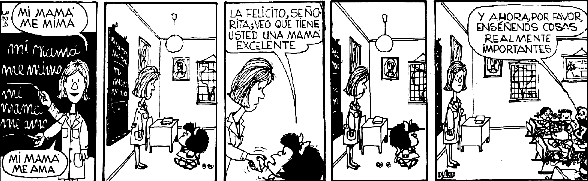 MI MAMÁ
ME MIMA
mi mamá
me mima
mi
mamá
me ama
MI MAMÁ
ME AMA
LA FELICITO, SEÑO-
RITA; VEO QUE TIENE
USTED UNA MAMÁ
EXCELENTE
Y AHORA, POR FAVOR
ENSÉÑENOS COSAS
REALMENTE
IMPORTANTES